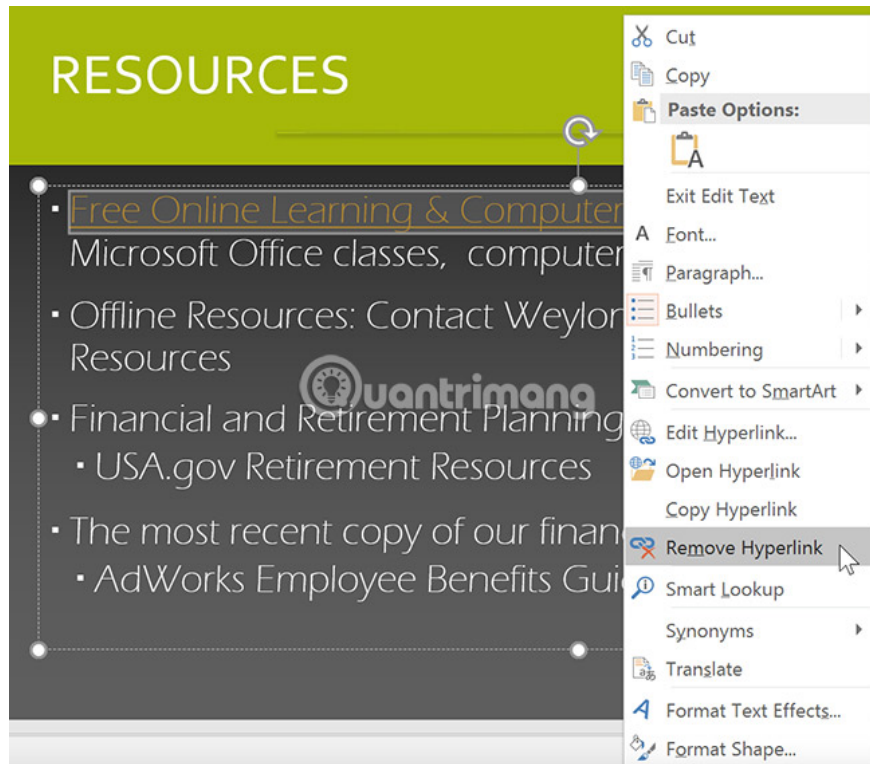 RESOURCES
▪ Free Online Learning & Computer
Microsoft Office classes, computer
▪ Offline Resources: Contact Weylon
Resources
▪ Financial and Retirement Planning
▪ USA.gov Retirement Resources
▪ The most recent copy of our finan
▪ AdWorks Employee Benefits Gui
Quantrimang
Cut
Copy
Paste Options:
Exit Edit Text
Font...
Paragraph...
Bullets
Numbering
Convert to SmartArt
Edit Hyperlink...
Open Hyperlink
Copy Hyperlink
Remove Hyperlink
Smart Lookup
Synonyms
Translate
Format Text Effects...
Format Shape...